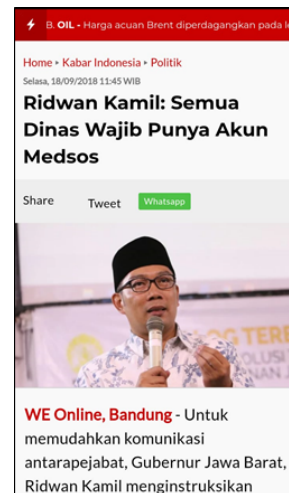 B. OIL - Harga acuan Brent diperdagangkan pada le
Home ▸ Kabar Indonesia ▸ Politik
Selasa, 18/09/2018 11:45 WIB
Ridwan Kamil: Semua
Dinas Wajib Punya Akun
Medsos
Share Tweet Whatsapp
WE Online, Bandung - Untuk
memudahkan komunikasi
antarapejabat, Gubernur Jawa Barat,
Ridwan Kamil menginstruksikan